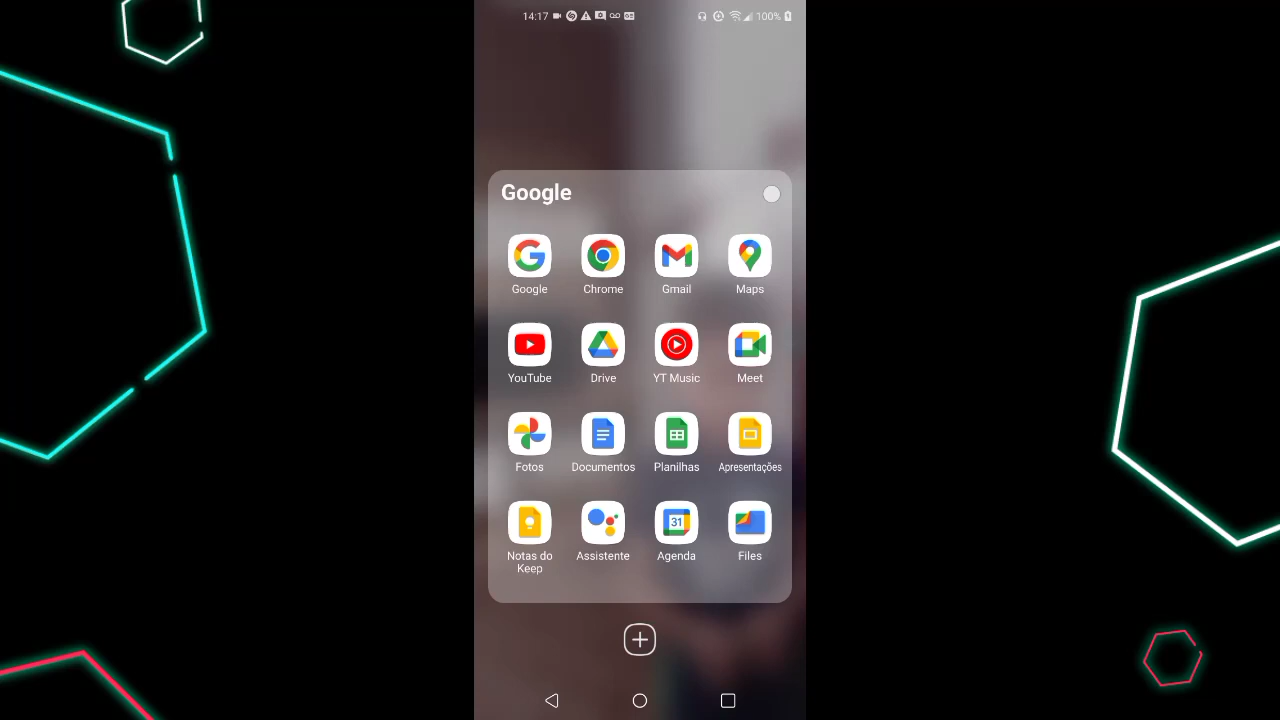 14:17
100%
Google
Google Chrome Gmail Maps
YouTube Drive YT Music Meet
Fotos Documentos Planilhas Apresentações
Notas do Keep Assistente Agenda Files
31